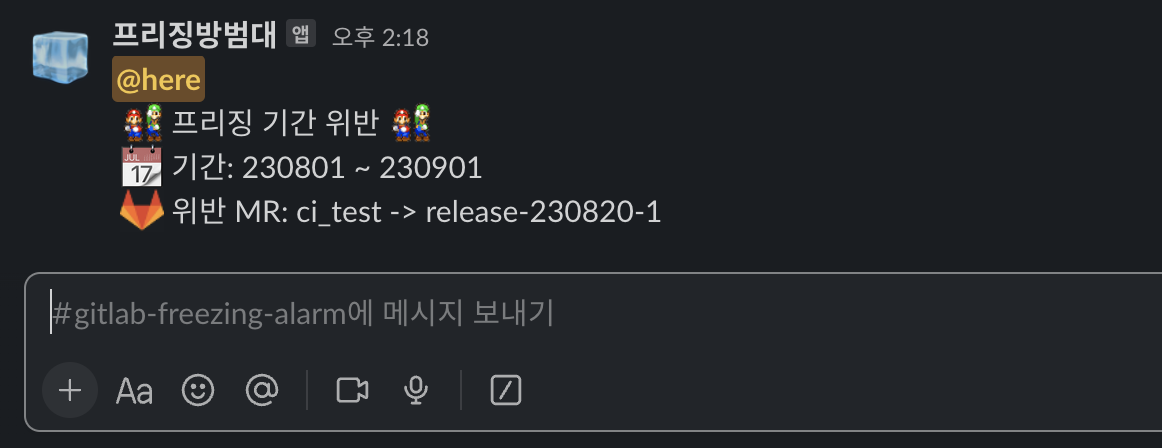 프리징방범대 앱 오후 2:18
@here
프리징 기간 위반
JUL 17 기간: 230801 ~ 230901
위반 MR: ci_test -> release-230820-1
#gitlab-freezing-alarm에 메시지 보내기
Aa